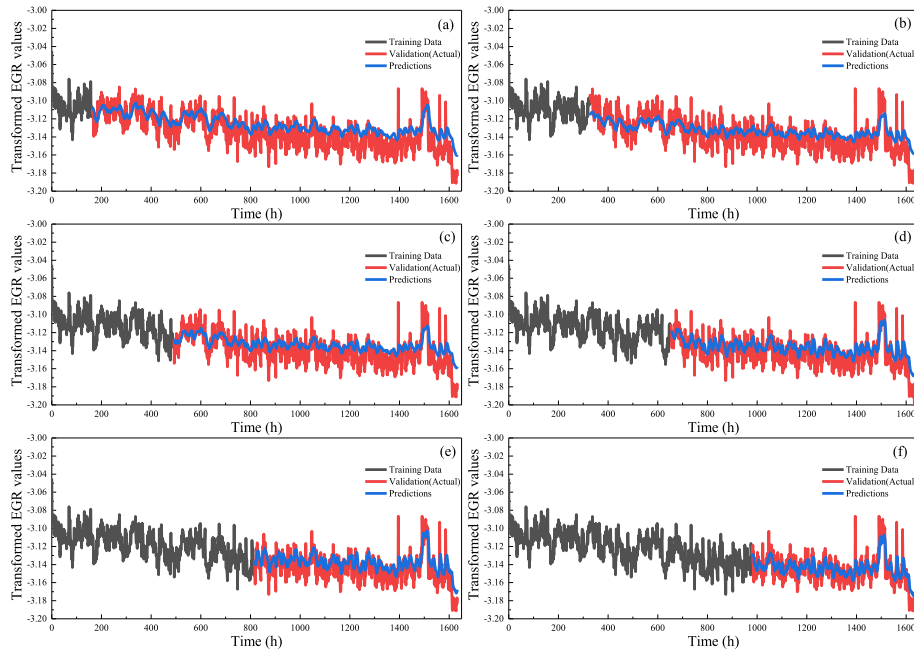 (a)
Training Data
Validation(Actual)
Predictions
Transformed EGR values
-3.00
-3.02
-3.04
-3.06
-3.08
-3.10
-3.12
-3.14
-3.16
-3.18
-3.20
0 200 400 600 800 1000 1200 1400 1600
Time (h)
(b)
Training Data
Validation(Actual)
Predictions
Transformed EGR values
-3.00
-3.02
-3.04
-3.06
-3.08
-3.10
-3.12
-3.14
-3.16
-3.18
-3.20
0 200 400 600 800 1000 1200 1400 1600
Time (h)
(c)
Training Data
Validation(Actual)
Predictions
Transformed EGR values
-3.00
-3.02
-3.04
-3.06
-3.08
-3.10
-3.12
-3.14
-3.16
-3.18
-3.20
0 200 400 600 800 1000 1200 1400 1600
Time (h)
(d)
Training Data
Validation(Actual)
Predictions
Transformed EGR values
-3.00
-3.02
-3.04
-3.06
-3.08
-3.10
-3.12
-3.14
-3.16
-3.18
-3.20
0 200 400 600 800 1000 1200 1400 1600
Time (h)
(e)
Training Data
Validation(Actual)
Predictions
Transformed EGR values
-3.00
-3.02
-3.04
-3.06
-3.08
-3.10
-3.12
-3.14
-3.16
-3.18
-3.20
0 200 400 600 800 1000 1200 1400 1600
Time (h)
(f)
Training Data
Validation(Actual)
Predictions
Transformed EGR values
-3.00
-3.02
-3.04
-3.06
-3.08
-3.10
-3.12
-3.14
-3.16
-3.18
-3.20
0 200 400 600 800 1000 1200 1400 1600
Time (h)